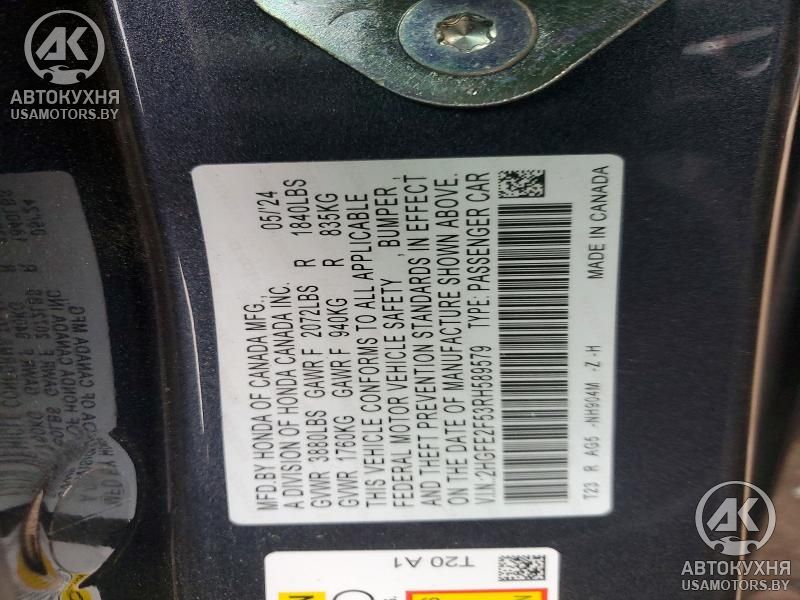 AK
АВТОКУХНЯ
USAMOTORS.BY
MFD.BY HONDA OF CANADA MFG., 05/'24
A DIVISION OF HONDA CANADA INC.
GVWR 3880LBS GAWR F 2072LBS R 1840LBS
GVWR 1760KG GAWR F 940KG R 835KG
THIS VEHICLE CONFORMS TO ALL APPLICABLE
FEDERAL MOTOR VEHICLE SAFETY , BUMPER ,
AND THEFT PREVENTION STANDARDS IN EFFECT
ON THE DATE OF MANUFACTURE SHOWN ABOVE.
V.I.N.:2HGFE2F53RH589579 TYPE: PASSENGER CAR
T23 R AG5 -NH904M -Z -H MADE IN CANADA
T20 A1
AK
АВТОКУХНЯ
USAMOTORS.BY